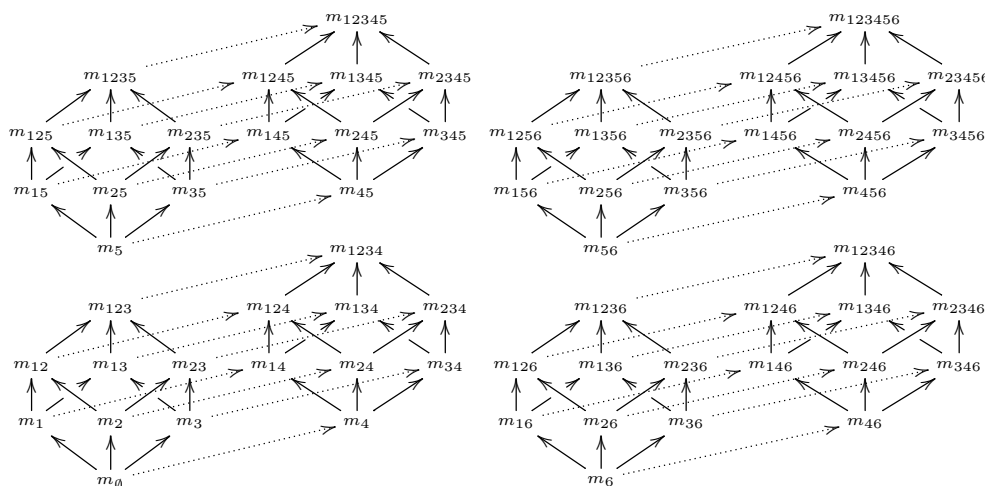 m₁₂₃₄₅ m₁₂₃₄₅₆
m₁₂₃₅ m₁₂₄₅ m₁₃₄₅ m₂₃₄₅ m₁₂₃₅₆ m₁₂₄₅₆ m₁₃₄₅₆ m₂₃₄₅₆
m₁₂₅ m₁₃₅ m₂₃₅ m₁₄₅ m₂₄₅ m₃₄₅ m₁₂₅₆ m₁₃₅₆ m₂₃₅₆ m₁₄₅₆ m₂₄₅₆ m₃₄₅₆
m₁₅ m₂₅ m₃₅ m₄₅ m₁₅₆ m₂₅₆ m₃₅₆ m₄₅₆
m₅ m₅₆
m₁₂₃₄ m₁₂₃₄₆
m₁₂₃ m₁₂₄ m₁₃₄ m₂₃₄ m₁₂₃₆ m₁₂₄₆ m₁₃₄₆ m₂₃₄₆
m₁₂ m₁₃ m₂₃ m₁₄ m₂₄ m₃₄ m₁₂₆ m₁₃₆ m₂₃₆ m₁₄₆ m₂₄₆ m₃₄₆
m₁ m₂ m₃ m₄ m₁₆ m₂₆ m₃₆ m₄₆
m∅ m₆